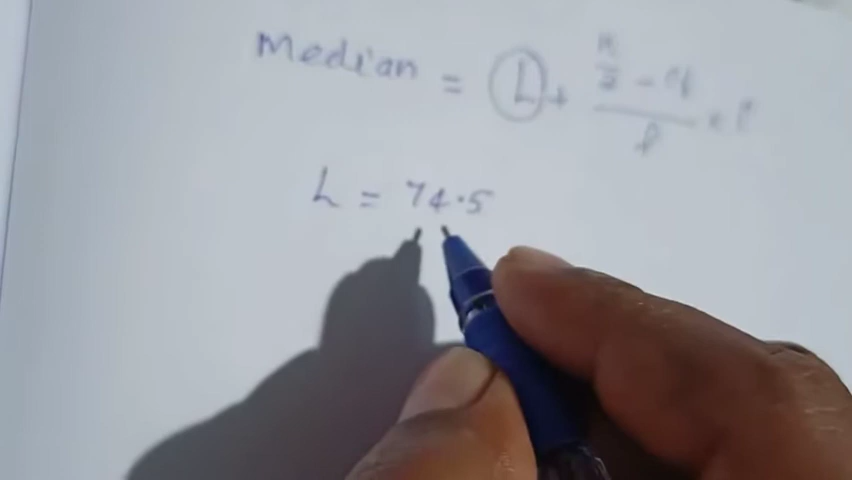 Median = L + n/2 - cf / f × i
L = 74.5